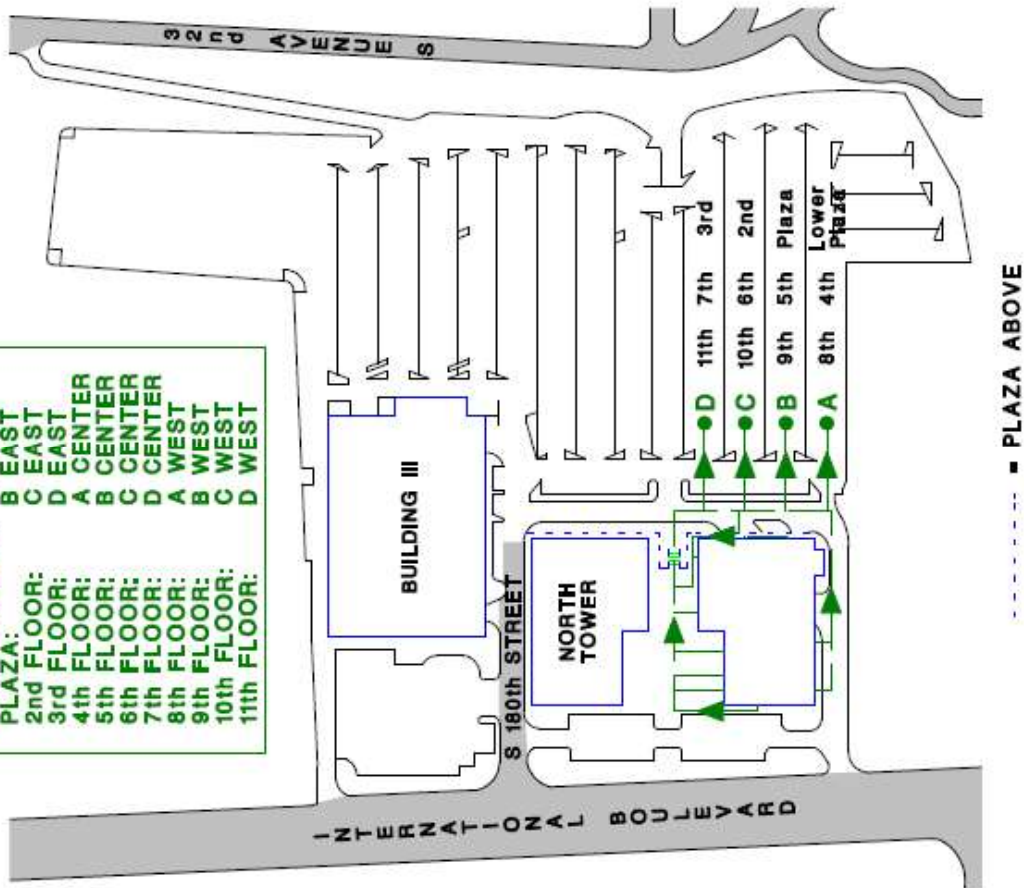 32nd AVENUE S
PLAZA: B EAST
2nd FLOOR: C EAST
3rd FLOOR: D EAST
4th FLOOR: A CENTER
5th FLOOR: B CENTER
6th FLOOR: C CENTER
7th FLOOR: D CENTER
8th FLOOR: A WEST
9th FLOOR: B WEST
10th FLOOR: C WEST
11th FLOOR: D WEST
BUILDING III
NORTH
TOWER
S 180th STREET
INTERNATIONAL BOULEVARD
D 11th 7th 3rd
C 10th 6th 2nd
B 9th 5th Plaza
A 8th 4th Lower
Plaza
= PLAZA ABOVE